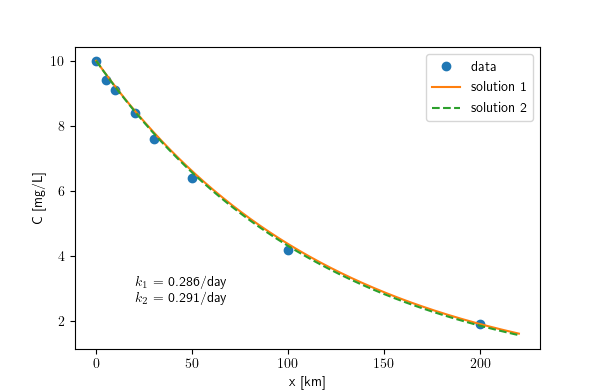 10
8
6
4
2
C [mg/L]
data
solution 1
solution 2
k₁ = 0.286/day
k₂ = 0.291/day
0 50 100 150 200
x [km]